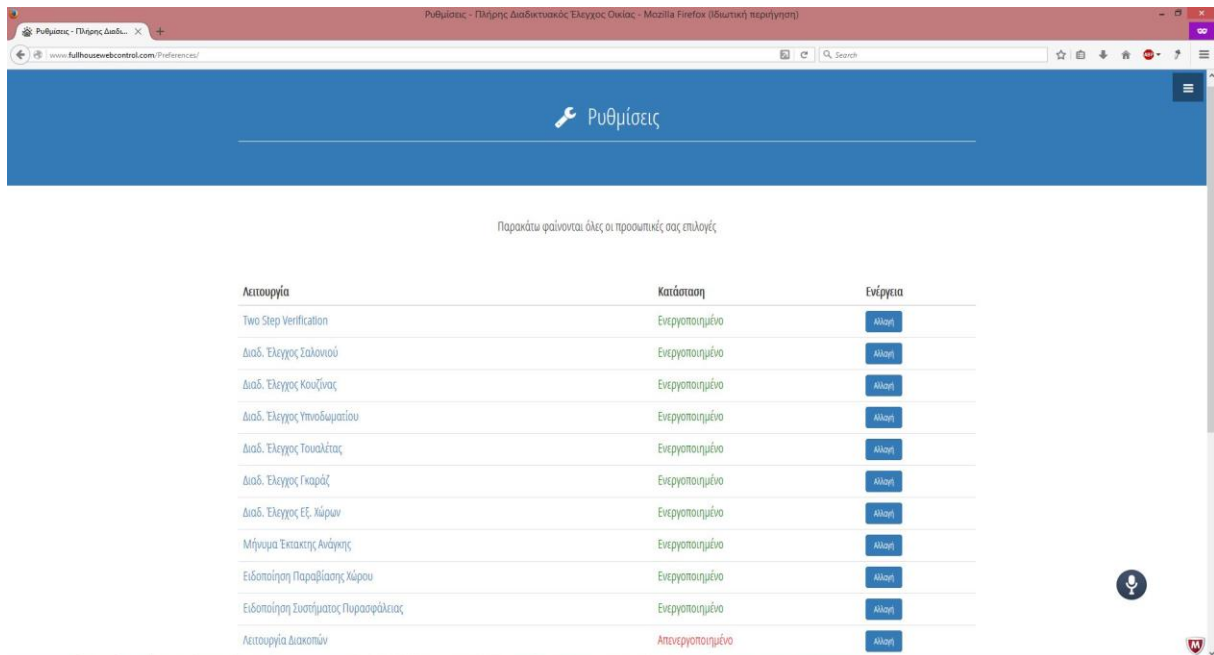 Ρυθμίσεις - Πλήρης Διαδικτυακός Έλεγχος Οικίας - Mozilla Firefox (Ιδιωτική περιήγηση)
Ρυθμίσεις - Πλήρης Διαδι...
www.fullhousewebcontrol.com/Preferences/
Search
Ρυθμίσεις
Παρακάτω φαίνονται όλες οι προσωπικές σας επιλογές
Λειτουργία Κατάσταση Ενέργεια
Two Step Verification Ενεργοποιημένο Αλλαγή
Διαδ. Έλεγχος Σαλονιού Ενεργοποιημένο Αλλαγή
Διαδ. Έλεγχος Κουζίνας Ενεργοποιημένο Αλλαγή
Διαδ. Έλεγχος Υπνοδωματίου Ενεργοποιημένο Αλλαγή
Διαδ. Έλεγχος Τουαλέτας Ενεργοποιημένο Αλλαγή
Διαδ. Έλεγχος Γκαράζ Ενεργοποιημένο Αλλαγή
Διαδ. Έλεγχος Εξ. Χώρων Ενεργοποιημένο Αλλαγή
Μήνυμα Έκτακτης Ανάγκης Ενεργοποιημένο Αλλαγή
Ειδοποίηση Παραβίασης Χώρου Ενεργοποιημένο Αλλαγή
Ειδοποίηση Συστήματος Πυρασφάλειας Ενεργοποιημένο Αλλαγή
Λειτουργία Διακοπών Απενεργοποιημένο Αλλαγή